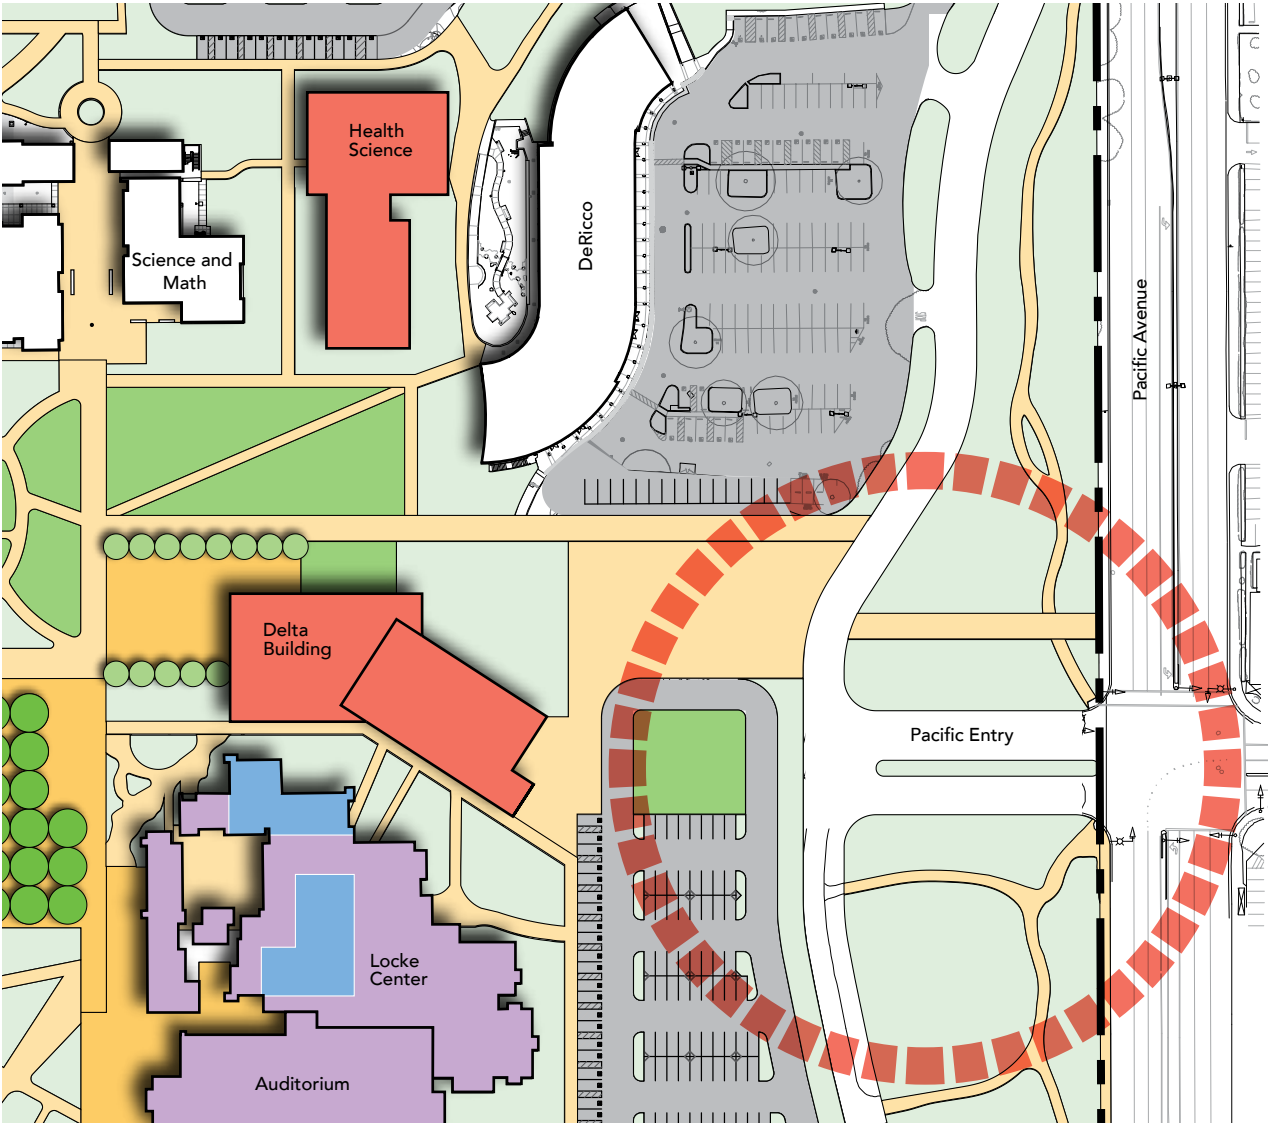 Health
Science
Science and
Math
DeRicco
Pacific Avenue
Delta
Building
Pacific Entry
Locke
Center
Auditorium